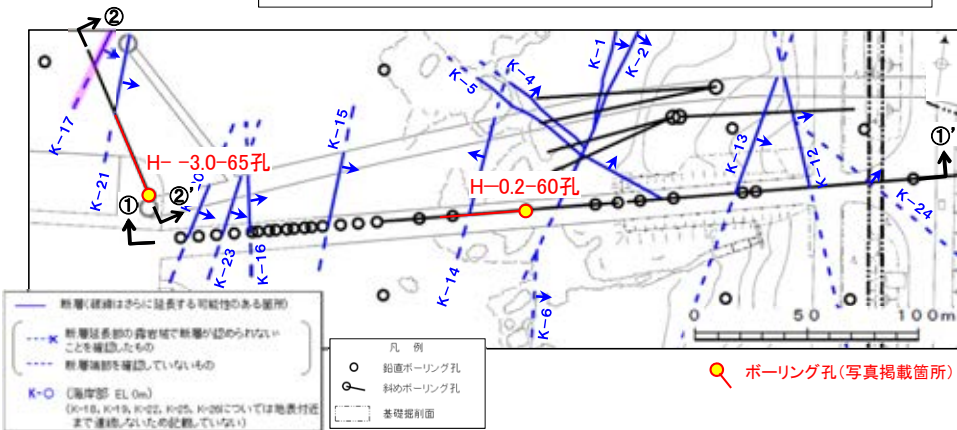 ②
①
②'
①'
K-17
K-21
K-23
K-16
K-15
K-14
K-5
K-4
K-1
K-2
K-6
K-13
K-12
K-24
H- -3.0-65孔
H-0.2-60孔
0 50 100m
断層(破線はさらに延長する可能性のある箇所)
断層延長部の露岩域で断層が認められない
ことを確認したもの
断層端部を確認していないもの
K-○ (海岸部 EL 0m)
(K-18, K-19, K-22, K-25, K-26については地表付近
まで連続しないため記載していない)
凡 例
鉛直ボーリング孔
斜めボーリング孔
基礎掘削面
ボーリング孔(写真掲載箇所)